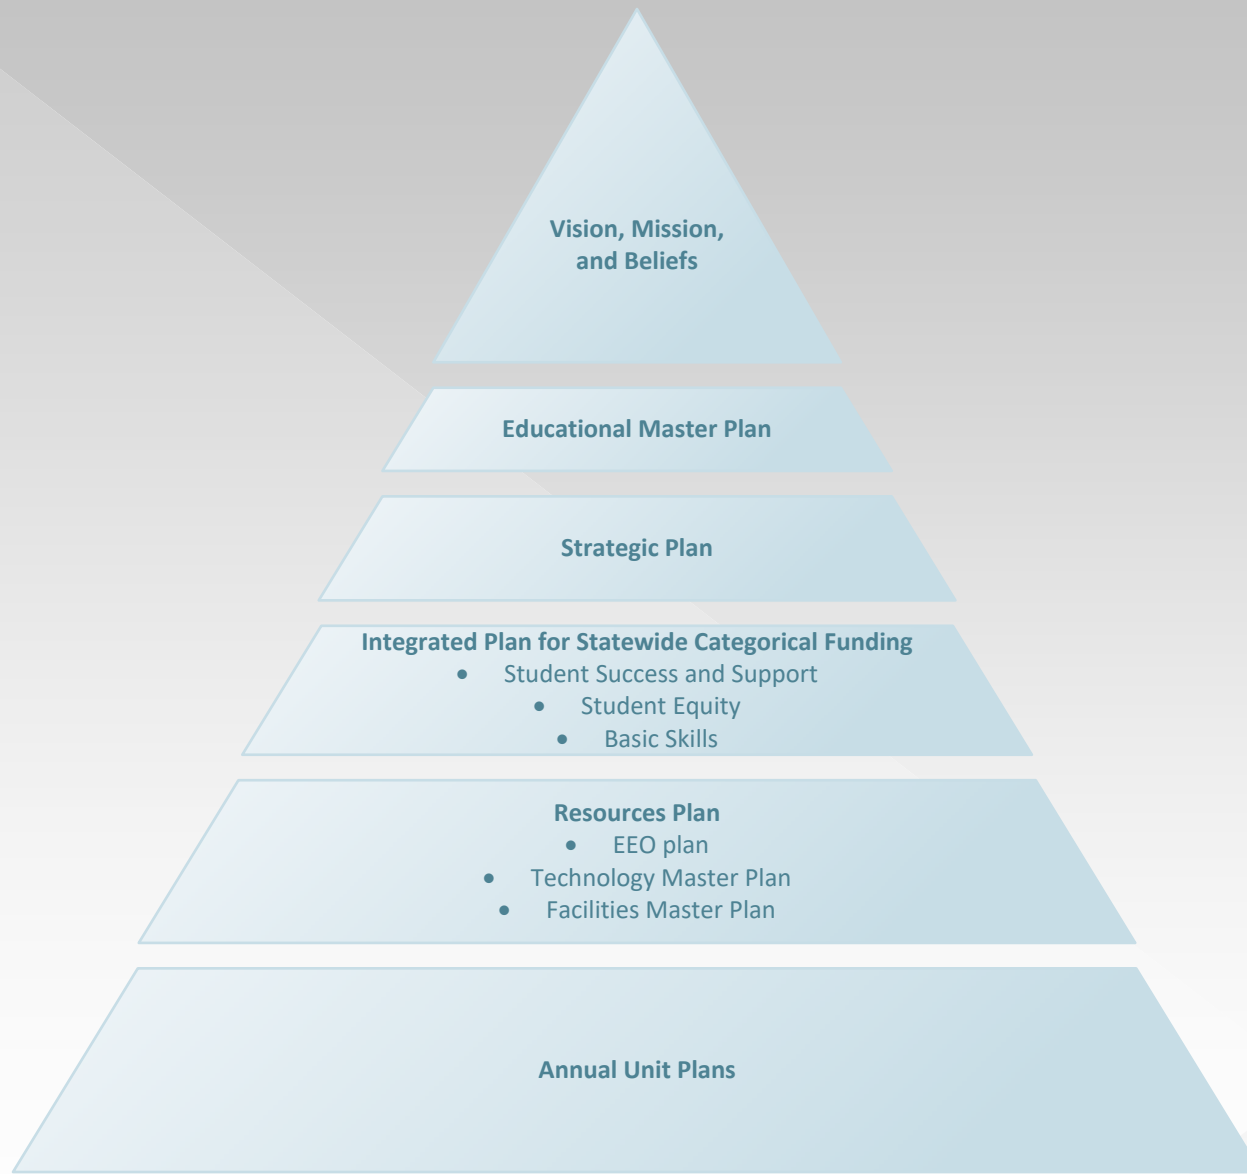 Vision, Mission,
and Beliefs
Educational Master Plan
Strategic Plan
Integrated Plan for Statewide Categorical Funding
• Student Success and Support
• Student Equity
• Basic Skills
Resources Plan
• EEO plan
• Technology Master Plan
• Facilities Master Plan
Annual Unit Plans